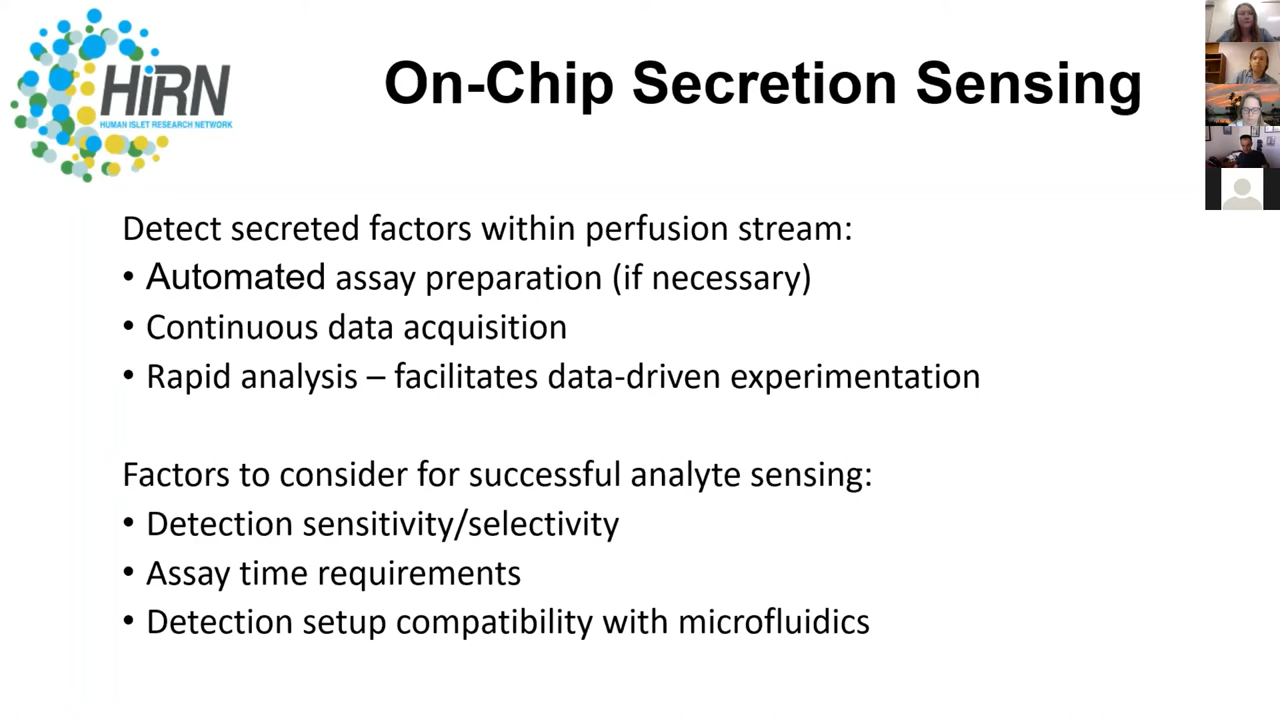 HiRN
HUMAN ISLET RESEARCH NETWORK
On-Chip Secretion Sensing
Detect secreted factors within perfusion stream:
• Automated assay preparation (if necessary)
• Continuous data acquisition
• Rapid analysis – facilitates data-driven experimentation
Factors to consider for successful analyte sensing:
• Detection sensitivity/selectivity
• Assay time requirements
• Detection setup compatibility with microfluidics